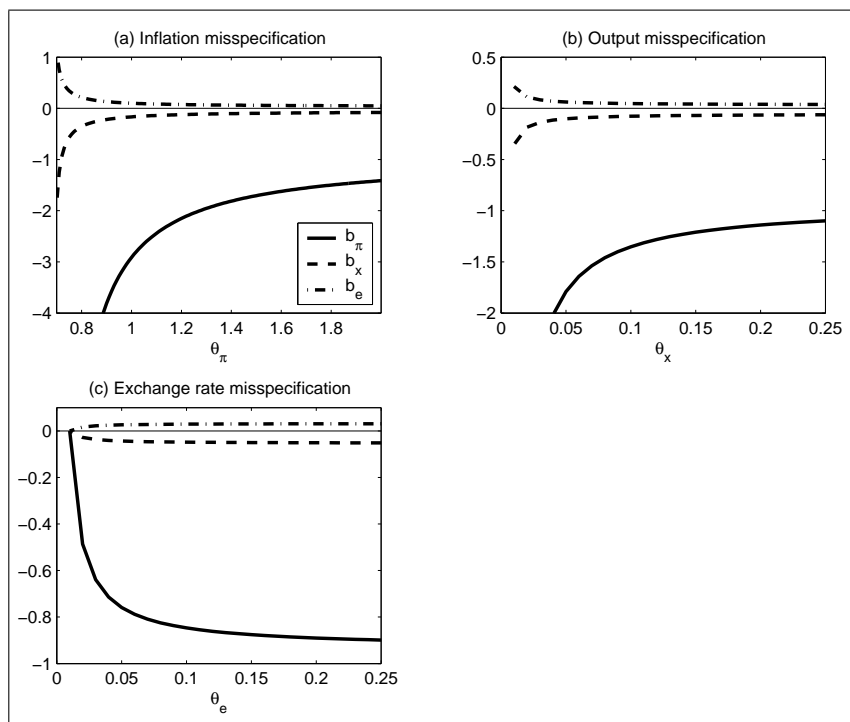 (a) Inflation misspecification
1
0
−1
−2
−3
−4
0.8 1 1.2 1.4 1.6 1.8
θ_π
b_π
b_x
b_e
(b) Output misspecification
0.5
0
−0.5
−1
−1.5
−2
0 0.05 0.1 0.15 0.2 0.25
θ_x
(c) Exchange rate misspecification
0
−0.2
−0.4
−0.6
−0.8
−1
0 0.05 0.1 0.15 0.2 0.25
θ_e